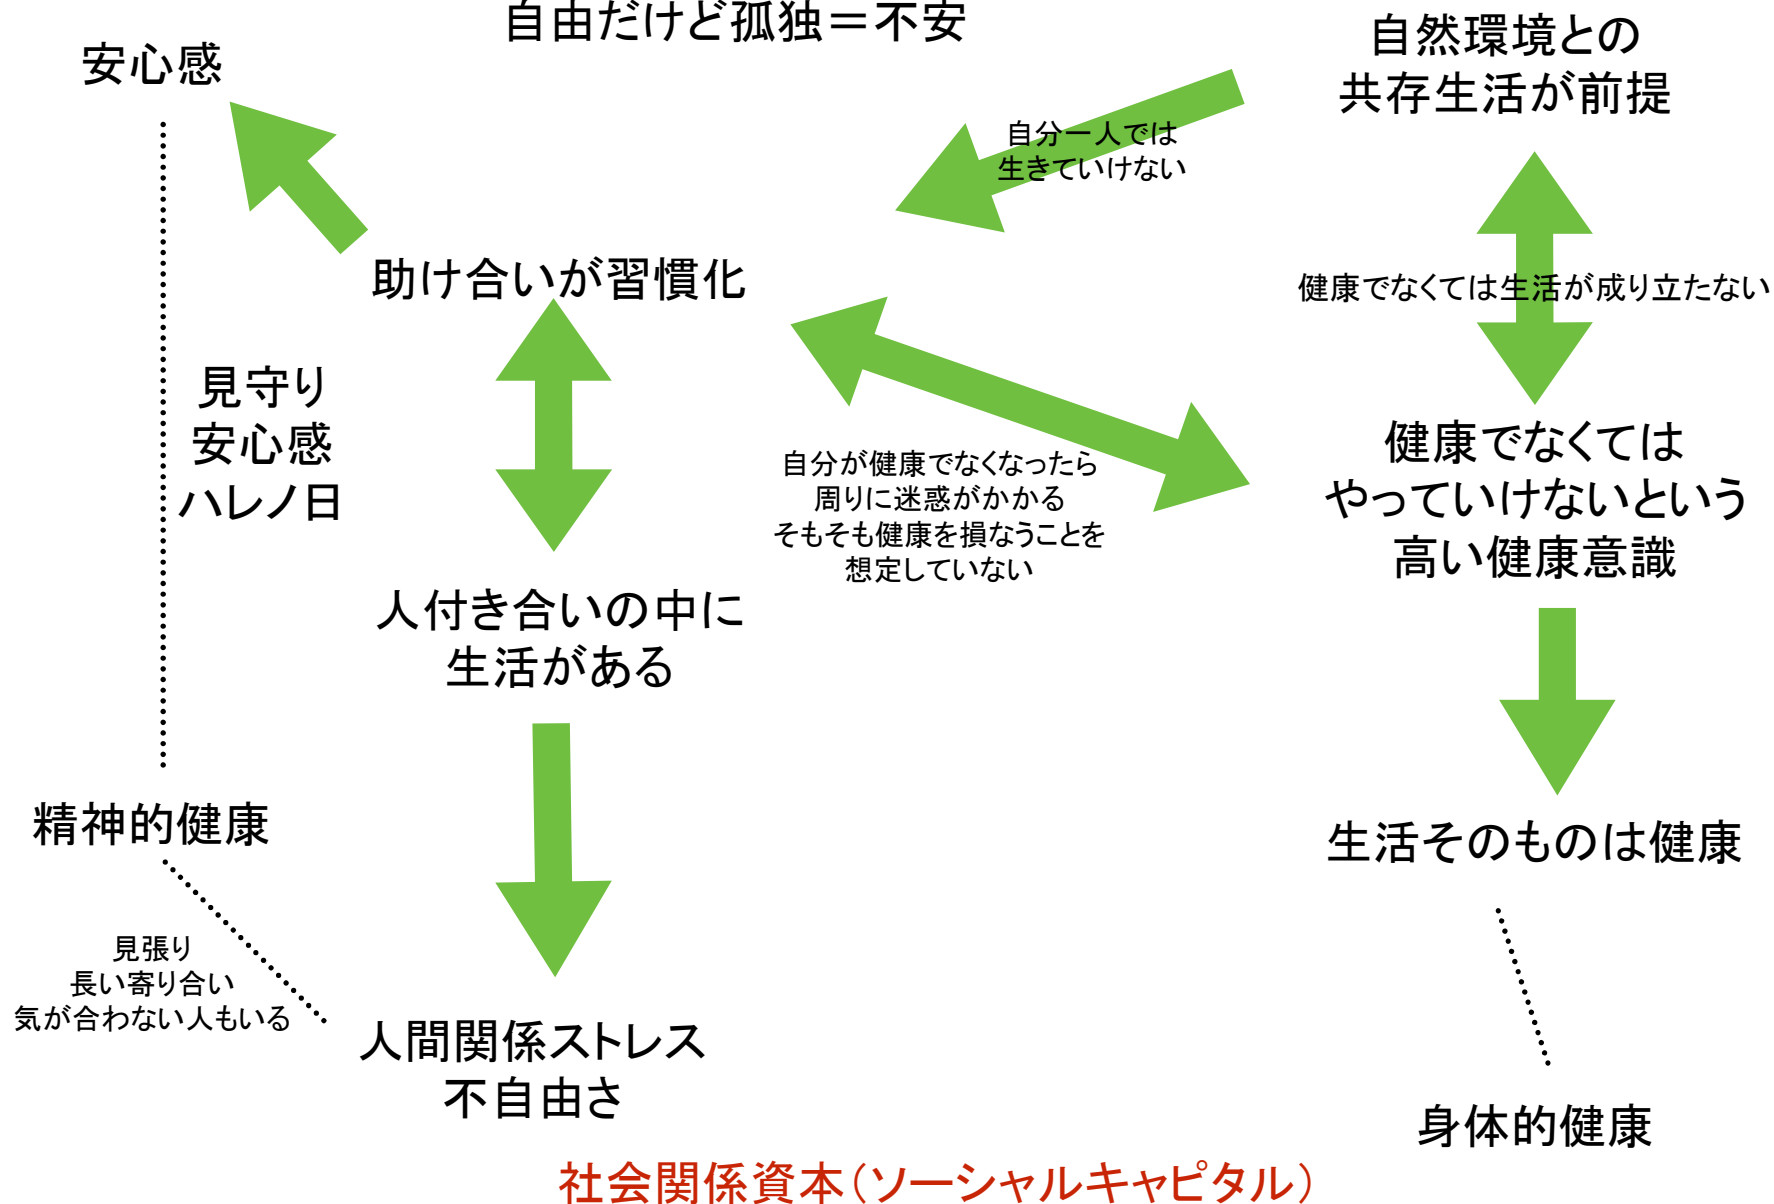 自由だけど孤独＝不安
安心感
自然環境との
共存生活が前提
自分一人では
生きていけない
助け合いが習慣化
健康でなくては生活が成り立たない
見守り
安心感
ハレノ日
自分が健康でなくなったら
周りに迷惑がかかる
そもそも健康を損なうことを
想定していない
健康でなくては
やっていけないという
高い健康意識
人付き合いの中に
生活がある
精神的健康
生活そのものは健康
見張り
長い寄り合い
気が合わない人もいる
人間関係ストレス
不自由さ
身体的健康
社会関係資本（ソーシャルキャピタル）